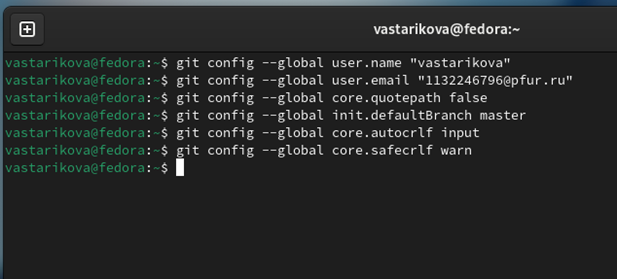 vastarikova@fedora:~
vastarikova@fedora:~$ git config --global user.name "vastarikova"
vastarikova@fedora:~$ git config --global user.email "1132246796@pfur.ru"
vastarikova@fedora:~$ git config --global core.quotepath false
vastarikova@fedora:~$ git config --global init.defaultBranch master
vastarikova@fedora:~$ git config --global core.autocrlf input
vastarikova@fedora:~$ git config --global core.safecrlf warn
vastarikova@fedora:~$